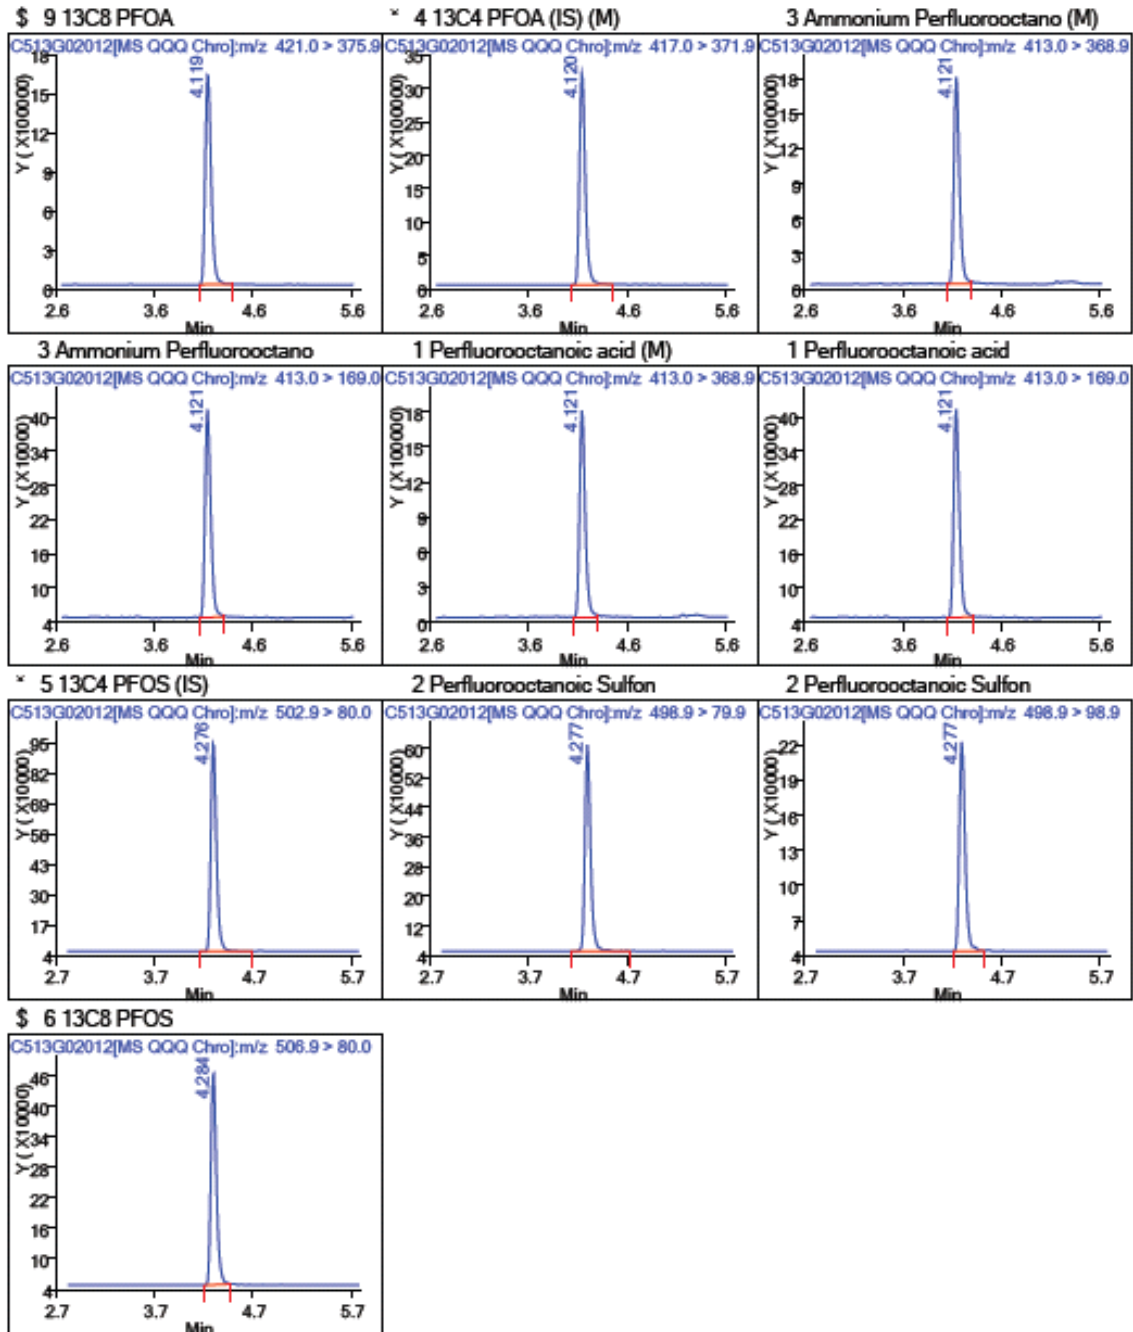 $ 9 13C8 PFOA
C513G02012[MS QQQ Chro]:m/z 421.0 > 375.9
Y ( X100000)
18
15
12
9
6
3
0
4.119
2.6 3.6 4.6 5.6
Min
* 4 13C4 PFOA (IS) (M)
C513G02012[MS QQQ Chro]:m/z 417.0 > 371.9
Y ( X100000)
35
30
25
20
15
10
5
0
4.120
2.6 3.6 4.6 5.6
Min
3 Ammonium Perfluorooctano (M)
C513G02012[MS QQQ Chro]:m/z 413.0 > 368.9
Y ( X100000)
18
15
12
9
6
3
0
4.121
2.6 3.6 4.6 5.6
Min
3 Ammonium Perfluorooctano
C513G02012[MS QQQ Chro]:m/z 413.0 > 169.0
Y ( X10000)
40
34
28
22
16
10
4
4.121
2.6 3.6 4.6 5.6
Min
1 Perfluorooctanoic acid (M)
C513G02012[MS QQQ Chro]:m/z 413.0 > 368.9
Y ( X100000)
18
15
12
9
6
3
0
4.121
2.6 3.6 4.6 5.6
Min
1 Perfluorooctanoic acid
C513G02012[MS QQQ Chro]:m/z 413.0 > 169.0
Y ( X10000)
40
34
28
22
16
10
4
4.121
2.6 3.6 4.6 5.6
Min
* 5 13C4 PFOS (IS)
C513G02012[MS QQQ Chro]:m/z 502.9 > 80.0
Y ( X10000)
95
82
69
56
43
30
17
4
4.276
2.7 3.7 4.7 5.7
Min
2 Perfluorooctanoic Sulfon
C513G02012[MS QQQ Chro]:m/z 498.9 > 79.9
Y ( X10000)
60
52
44
36
28
20
12
4
4.277
2.7 3.7 4.7 5.7
Min
2 Perfluorooctanoic Sulfon
C513G02012[MS QQQ Chro]:m/z 498.9 > 98.9
Y ( X10000)
22
19
16
13
10
7
4
4.277
2.7 3.7 4.7 5.7
Min
$ 6 13C8 PFOS
C513G02012[MS QQQ Chro]:m/z 506.9 > 80.0
Y ( X10000)
46
40
34
28
22
16
10
4
4.284
2.7 3.7 4.7 5.7
Min